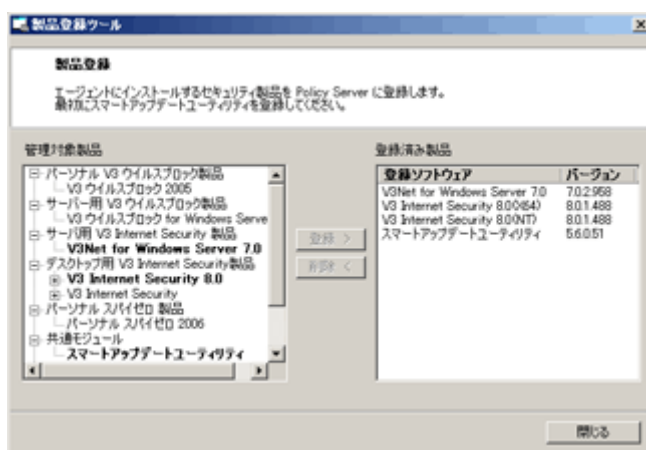 製品登録ツール
製品登録
エージェントにインストールするセキュリティ製品を Policy Server に登録します。
最初にスマートアップデートユーティリティを登録してください。
管理対象製品
パーソナル V3 ウイルスブロック製品
V3 ウイルスブロック 2005
サーバー用 V3 ウイルスブロック製品
V3 ウイルスブロック for Windows Serve
サーバ用 V3 Internet Security 製品
V3Net for Windows Server 7.0
デスクトップ用 V3 Internet Security製品
V3 Internet Security 8.0
V3 Internet Security
パーソナル スパイゼロ 製品
パーソナル スパイゼロ 2006
共通モジュール
スマートアップデートユーティリティ
登録 >
削除 <
登録済み製品
登録ソフトウェア バージョン
V3Net for Windows Server 7.0 7.0.2.958
V3 Internet Security 8.0(X64) 8.0.1.488
V3 Internet Security 8.0(NT) 8.0.1.488
スマートアップデートユーティリティ 5.6.0.51
閉じる